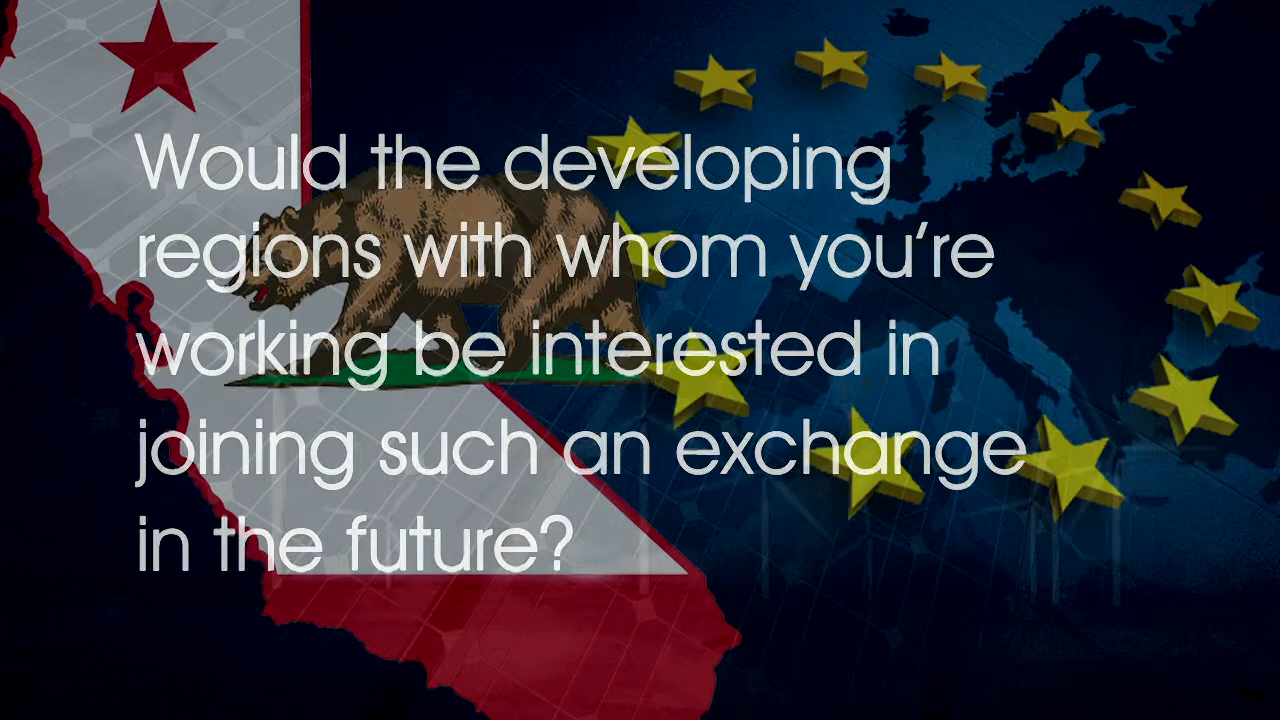 Would the developing
regions with whom you’re
working be interested in
joining such an exchange
in the future?